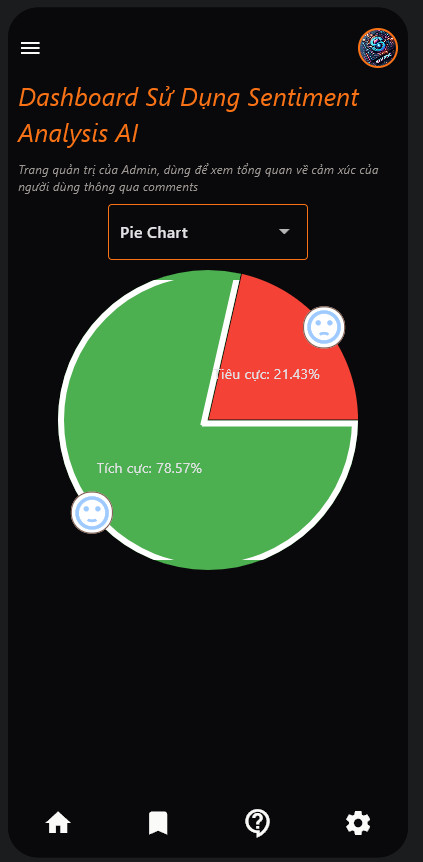 Dashboard Sử Dụng Sentiment
Analysis AI
Trang quản trị của Admin, dùng để xem tổng quan về cảm xúc của
người dùng thông qua comments
Pie Chart
Tiêu cực: 21.43%
Tích cực: 78.57%